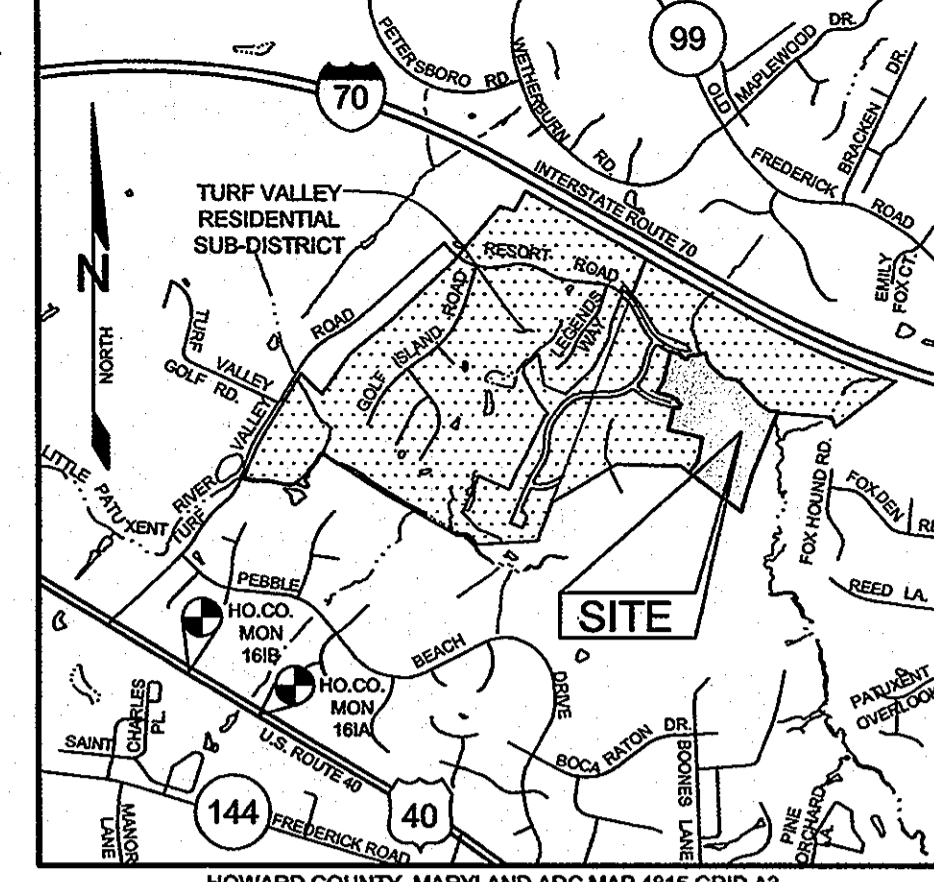 PETERSBORO RD.
WETHERBURN RD.
99
OLD FREDERICK ROAD
MAPLEWOOD DR.
BRACKEN DR.
70
INTERSTATE ROUTE 70
EMILY FOX CT.
TURF VALLEY
RESIDENTIAL
SUB-DISTRICT
N
NORTH
RESORT ROAD
GOLF ISLAND ROAD
LEGENDS WAY
TURF VALLEY ROAD
TURF VALLEY
GOLF RD.
LITTLE PATUXENT RIVER
FOX HOUND RD.
FOXDEN
REED LA.
SITE
PEBBLE BEACH DRIVE
HO.CO.
MON
16IB
HO.CO.
MON
16IA
SAINT CHARLES PL.
U.S. ROUTE 40
BOCA RATON DR.
BOONES LANE
PATUXENT
OVERLOOK
PINE ORCHARD LA.
MANOR LANE
144
FREDERICK ROAD
40
HOWARD COUNTY, MARYLAND ADC MAP 4815 GRID A3